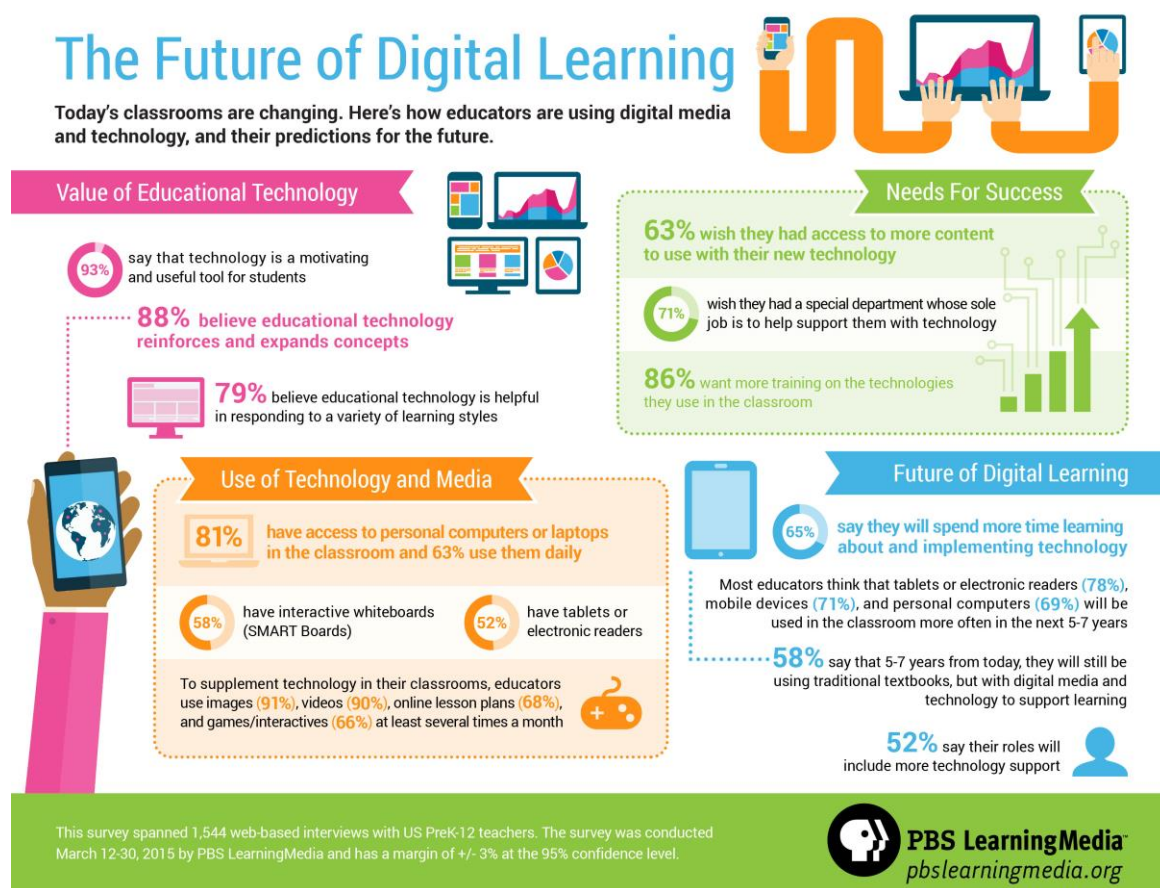 The Future of Digital Learning
Today's classrooms are changing. Here's how educators are using digital media
and technology, and their predictions for the future.
Value of Educational Technology
93%
say that technology is a motivating
and useful tool for students
88% believe educational technology
reinforces and expands concepts
79% believe educational technology is helpful
in responding to a variety of learning styles
Needs For Success
63% wish they had access to more content
to use with their new technology
71%
wish they had a special department whose sole
job is to help support them with technology
86% want more training on the technologies
they use in the classroom
Use of Technology and Media
81%
have access to personal computers or laptops
in the classroom and 63% use them daily
58%
have interactive whiteboards
(SMART Boards)
52%
have tablets or
electronic readers
To supplement technology in their classrooms, educators
use images (91%), videos (90%), online lesson plans (68%),
and games/interactives (66%) at least several times a month
Future of Digital Learning
65%
say they will spend more time learning
about and implementing technology
Most educators think that tablets or electronic readers (78%),
mobile devices (71%), and personal computers (69%) will be
used in the classroom more often in the next 5-7 years
58% say that 5-7 years from today, they will still be
using traditional textbooks, but with digital media and
technology to support learning
52% say their roles will
include more technology support
This survey spanned 1,544 web-based interviews with US PreK-12 teachers. The survey was conducted
March 12-30, 2015 by PBS LearningMedia and has a margin of +/- 3% at the 95% confidence level.
PBS LearningMedia™
pbslearningmedia.org